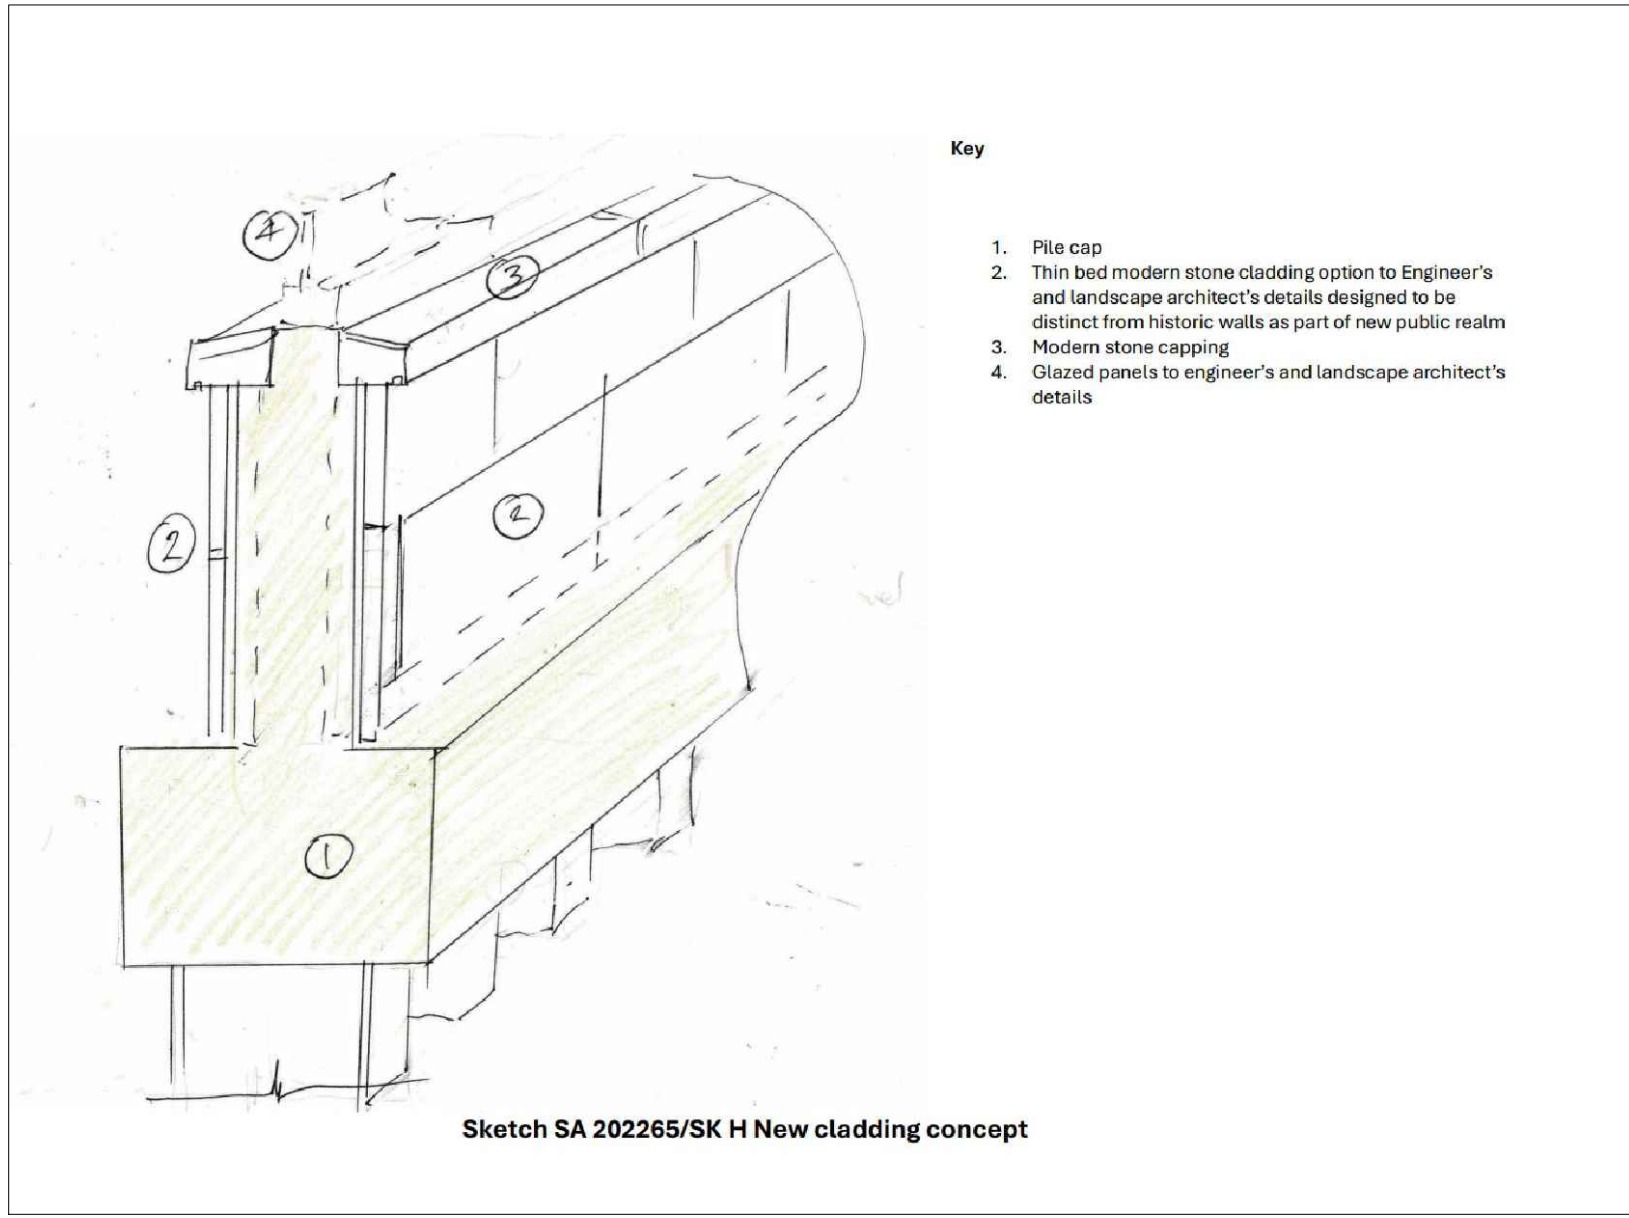 Key
4
3
1. Pile cap
2. Thin bed modern stone cladding option to Engineer's
and landscape architect's details designed to be
distinct from historic walls as part of new public realm
3. Modern stone capping
4. Glazed panels to engineer's and landscape architect's
details
2
2
1
Sketch SA 202265/SK H New cladding concept